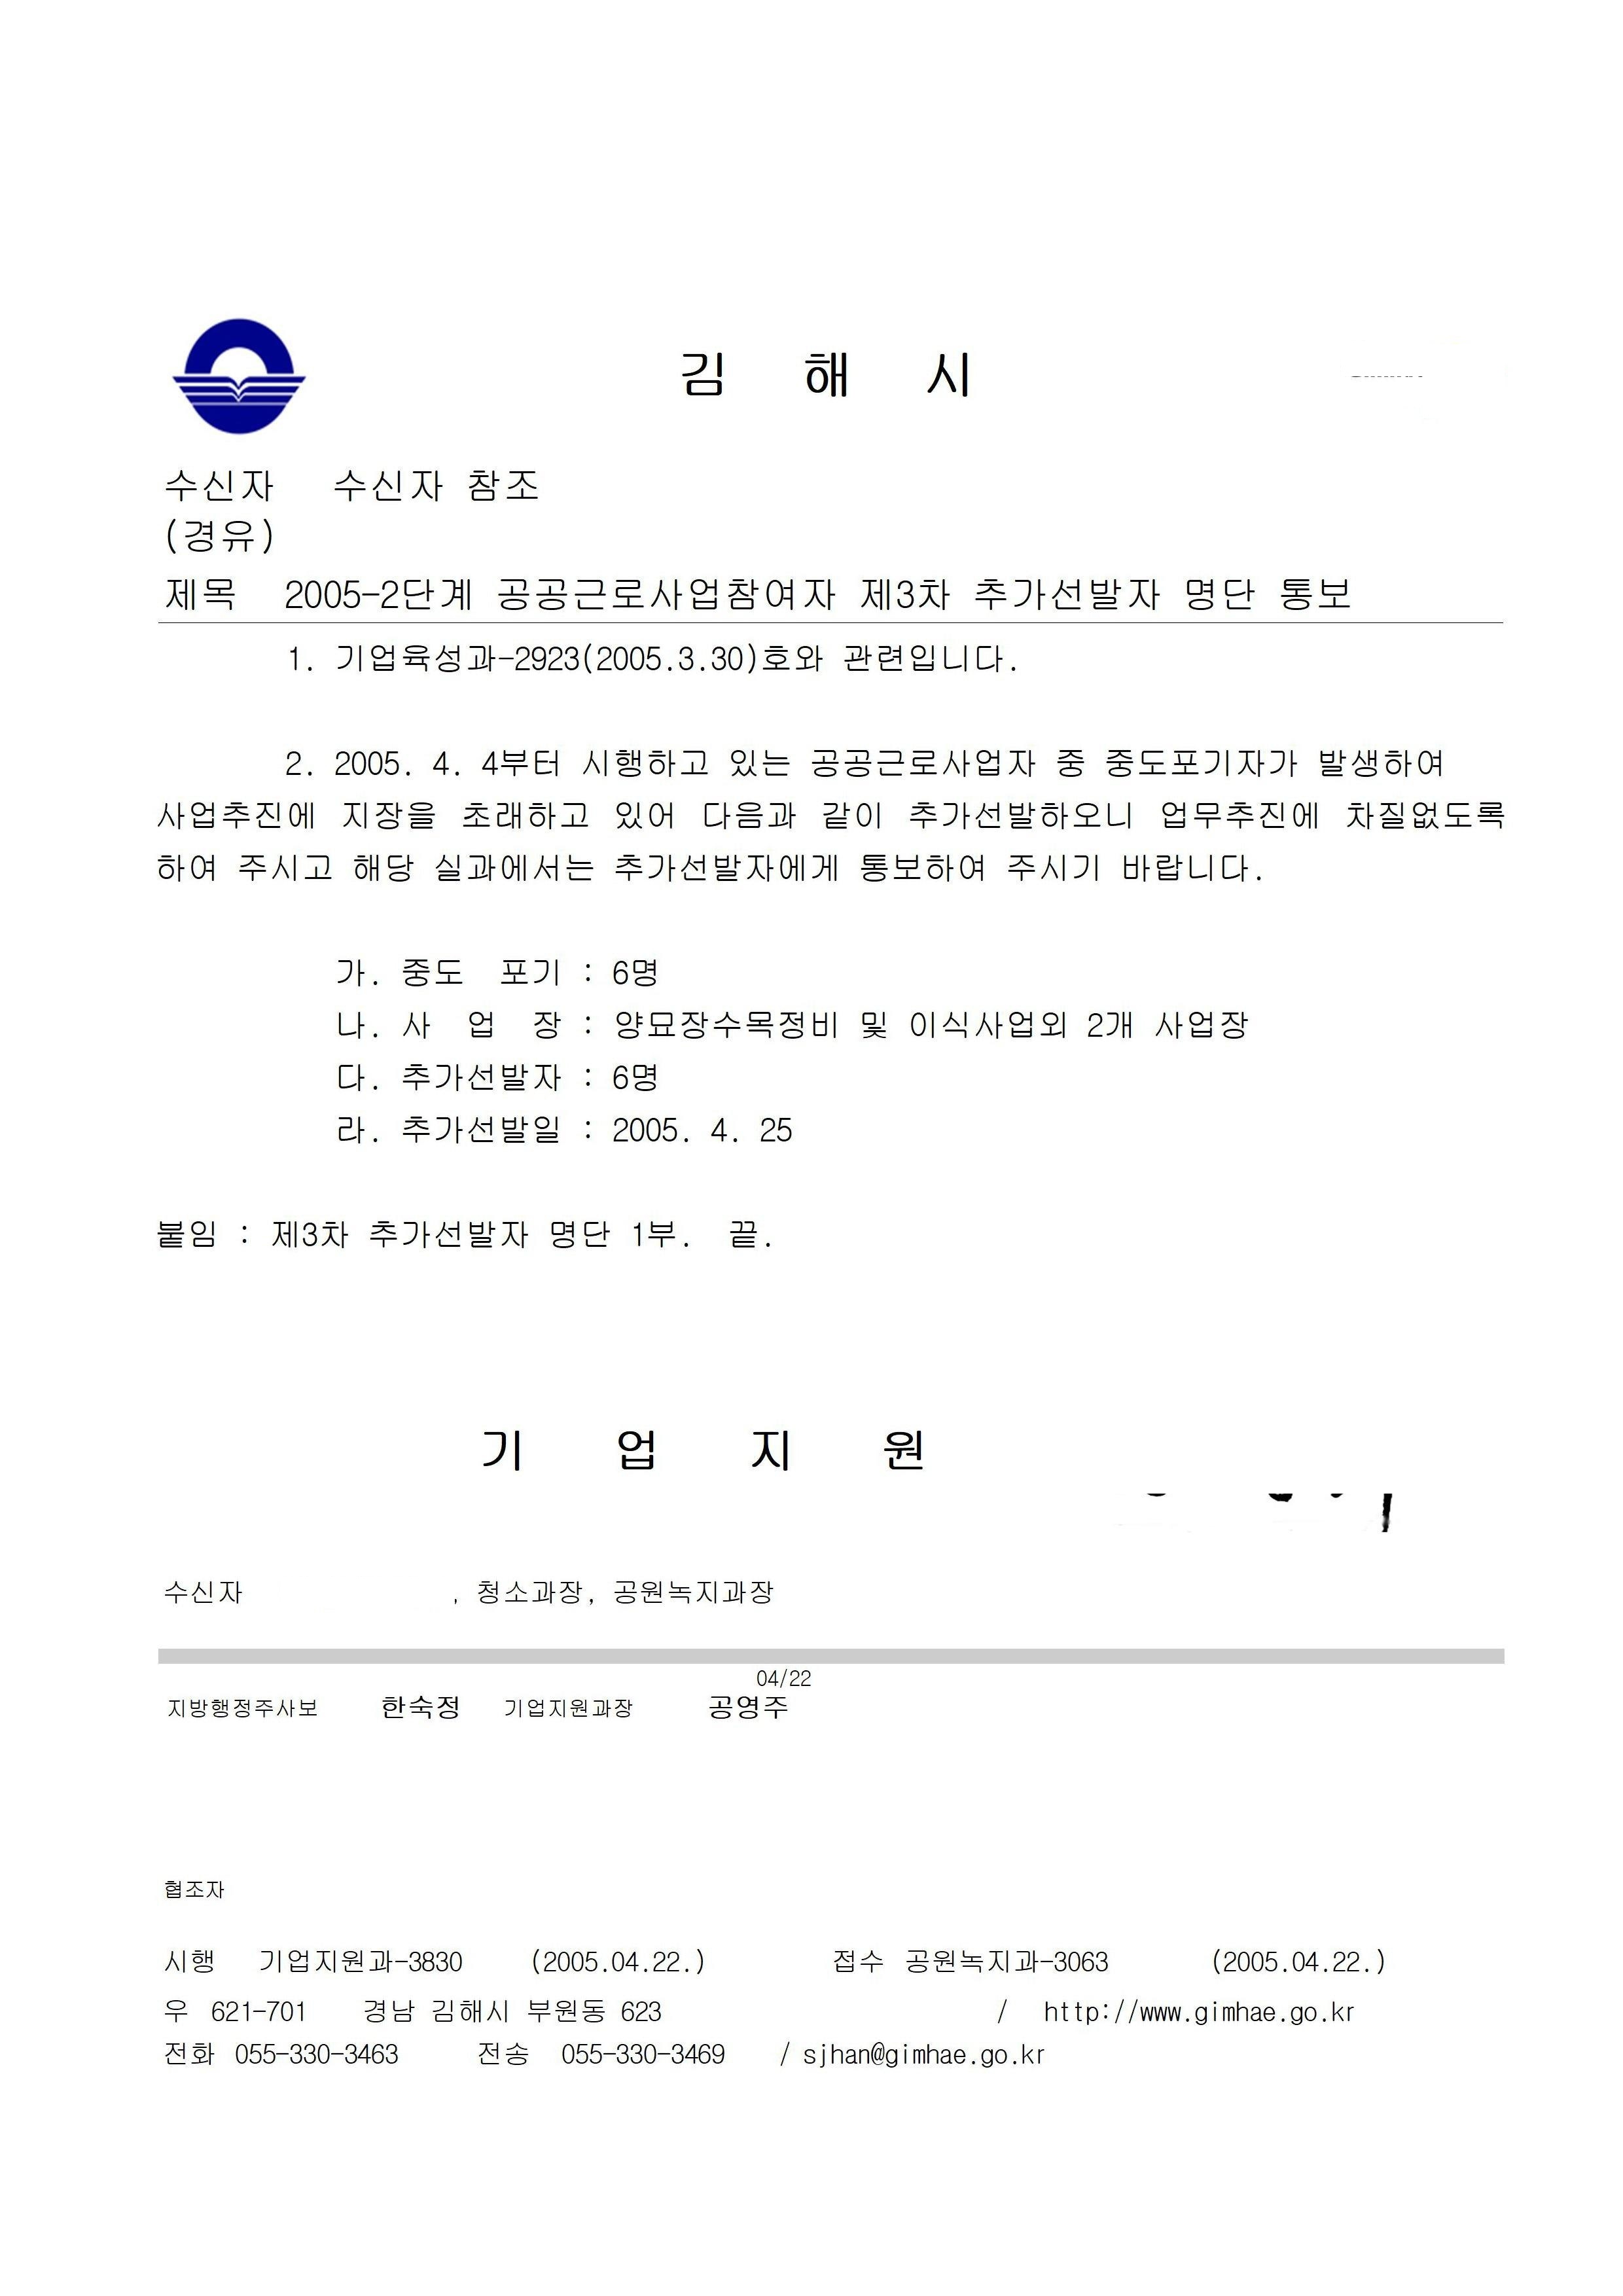 김 해 시
수신자 수신자 참조
(경유)
제목 2005-2단계 공공근로사업참여자 제3차 추가선발자 명단 통보
1. 기업육성과-2923(2005.3.30)호와 관련입니다.
2. 2005. 4. 4부터 시행하고 있는 공공근로사업자 중 중도포기자가 발생하여
사업추진에 지장을 초래하고 있어 다음과 같이 추가선발하오니 업무추진에 차질없도록
하여 주시고 해당 실과에서는 추가선발자에게 통보하여 주시기 바랍니다.
가. 중도 포기 : 6명
나. 사 업 장 : 양묘장수목정비 및 이식사업외 2개 사업장
다. 추가선발자 : 6명
라. 추가선발일 : 2005. 4. 25
붙임 : 제3차 추가선발자 명단 1부. 끝.
기 업 지 원
수신자 , 청소과장, 공원녹지과장
04/22
지방행정주사보 한숙정 기업지원과장 공영주
협조자
시행 기업지원과-3830 (2005.04.22.) 접수 공원녹지과-3063 (2005.04.22.)
우 621-701 경남 김해시 부원동 623 / http://www.gimhae.go.kr
전화 055-330-3463 전송 055-330-3469 / sjhan@gimhae.go.kr